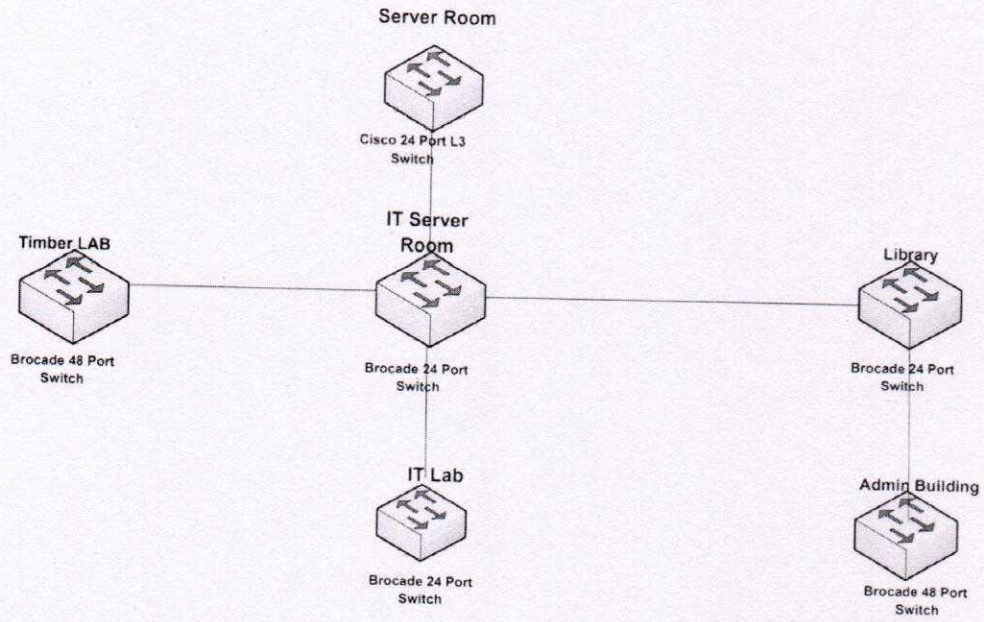 Server Room
Cisco 24 Port L3
Switch
IT Server
Room
Timber LAB
Library
Brocade 48 Port
Switch
Brocade 24 Port
Switch
Brocade 24 Port
Switch
IT Lab
Admin Building
Brocade 24 Port
Switch
Brocade 48 Port
Switch